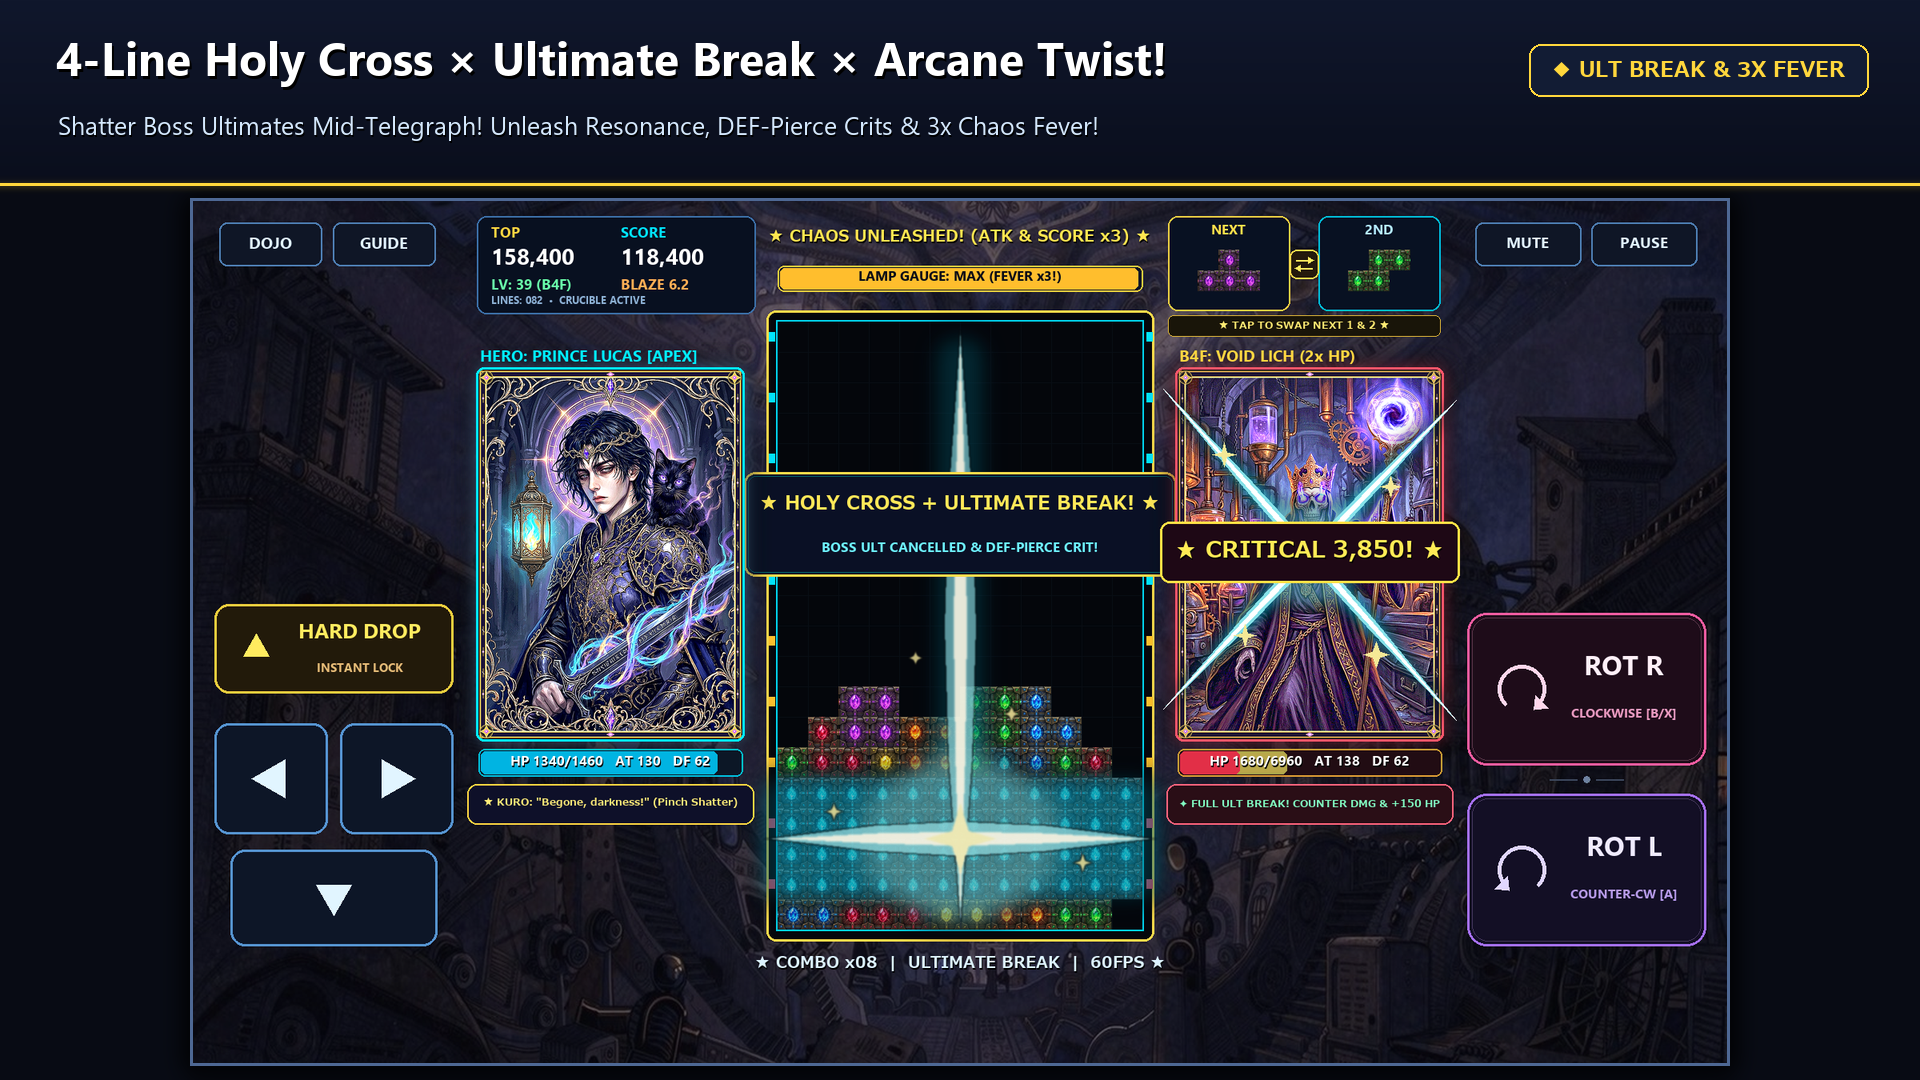 4-Line Holy Cross × Ultimate Break × Arcane Twist!
◆ ULT BREAK & 3X FEVER
Shatter Boss Ultimates Mid-Telegraph! Unleash Resonance, DEF-Pierce Crits & 3x Chaos Fever!
DOJO
GUIDE
TOP
158,400
SCORE
118,400
LV: 39 (B4F)
BLAZE 6.2
LINES: 082 • CRUCIBLE ACTIVE
★ CHAOS UNLEASHED! (ATK & SCORE x3) ★
LAMP GAUGE: MAX (FEVER x3!)
NEXT
2ND
★ TAP TO SWAP NEXT 1 & 2 ★
MUTE
PAUSE
HERO: PRINCE LUCAS [APEX]
B4F: VOID LICH (2x HP)
★ HOLY CROSS + ULTIMATE BREAK! ★
BOSS ULT CANCELLED & DEF-PIERCE CRIT!
★ CRITICAL 3,850! ★
HARD DROP
INSTANT LOCK
HP 1340/1460 AT 130 DF 62
★ KURO: "Begone, darkness!" (Pinch Shatter)
HP 1680/6960 AT 138 DF 62
✦ FULL ULT BREAK! COUNTER DMG & +150 HP
ROT R
CLOCKWISE [B/X]
ROT L
COUNTER-CW [A]
★ COMBO x08 | ULTIMATE BREAK | 60FPS ★